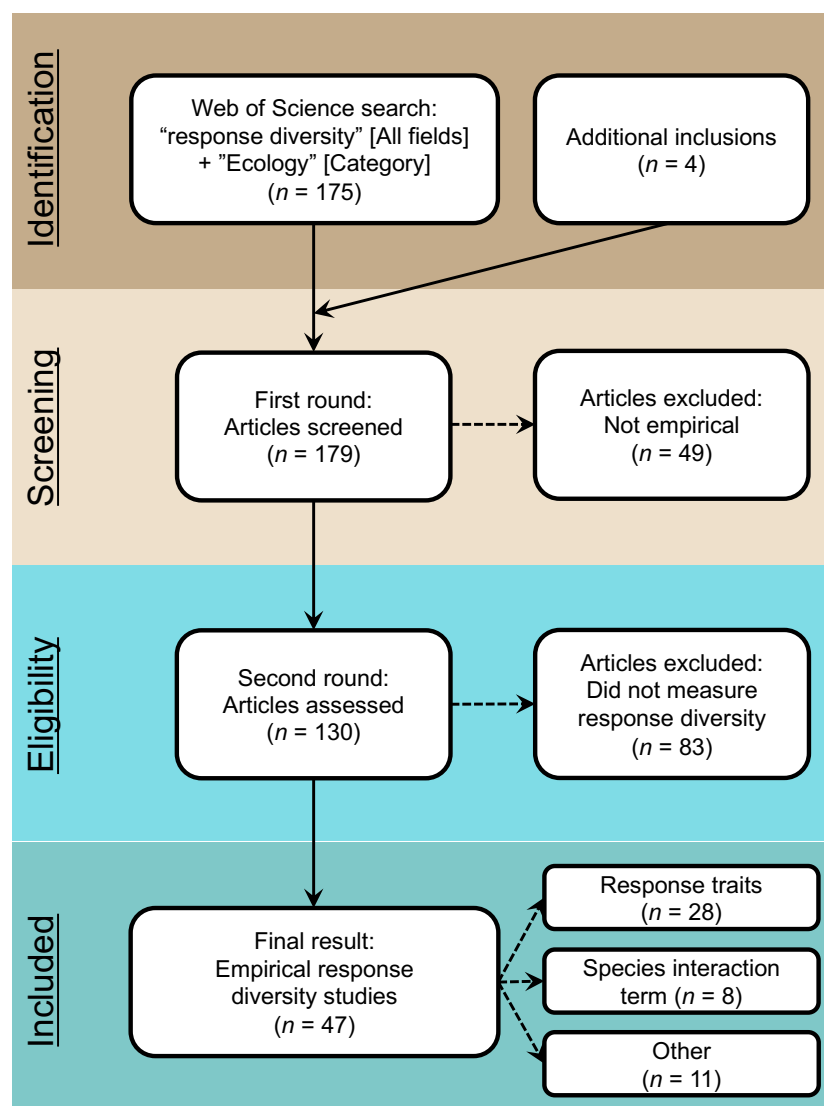 Identification
Web of Science search:
“response diversity” [All fields]
+ ”Ecology” [Category]
(n = 175)
Additional inclusions
(n = 4)
Screening
First round:
Articles screened
(n = 179)
Articles excluded:
Not empirical
(n = 49)
Eligibility
Second round:
Articles assessed
(n = 130)
Articles excluded:
Did not measure
response diversity
(n = 83)
Included
Final result:
Empirical response
diversity studies
(n = 47)
Response traits
(n = 28)
Species interaction
term (n = 8)
Other
(n = 11)